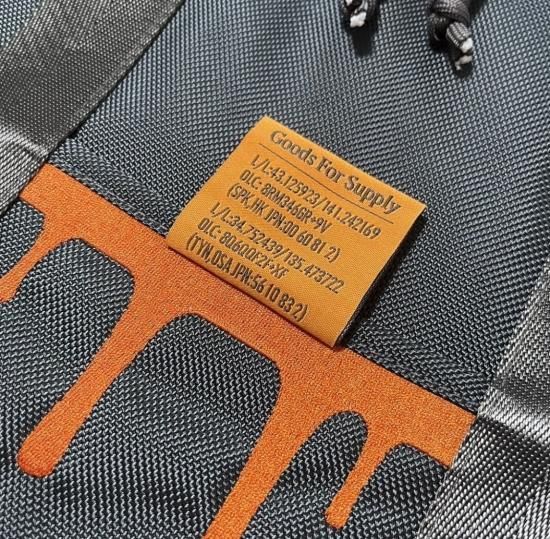 Goods For Supply
L/L:43.125923/141.242169
OLC: 8RM346GR+9V
(SPK,HK JPN:00 60 81 2)
L/L:34.752439/135.473722
OLC: 8Q6QQF2F+XF
(TYN,OSA JPN:56 10 83 2)